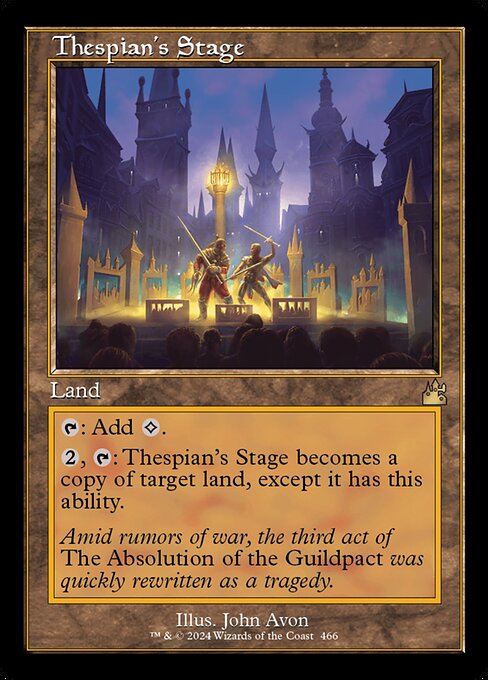 Thespian's Stage
Land
: Add .
2, : Thespian's Stage becomes a
copy of target land, except it has this
ability.
Amid rumors of war, the third act of
The Absolution of the Guildpact was
quickly rewritten as a tragedy.
Illus. John Avon
™ & © 2024 Wizards of the Coast 466